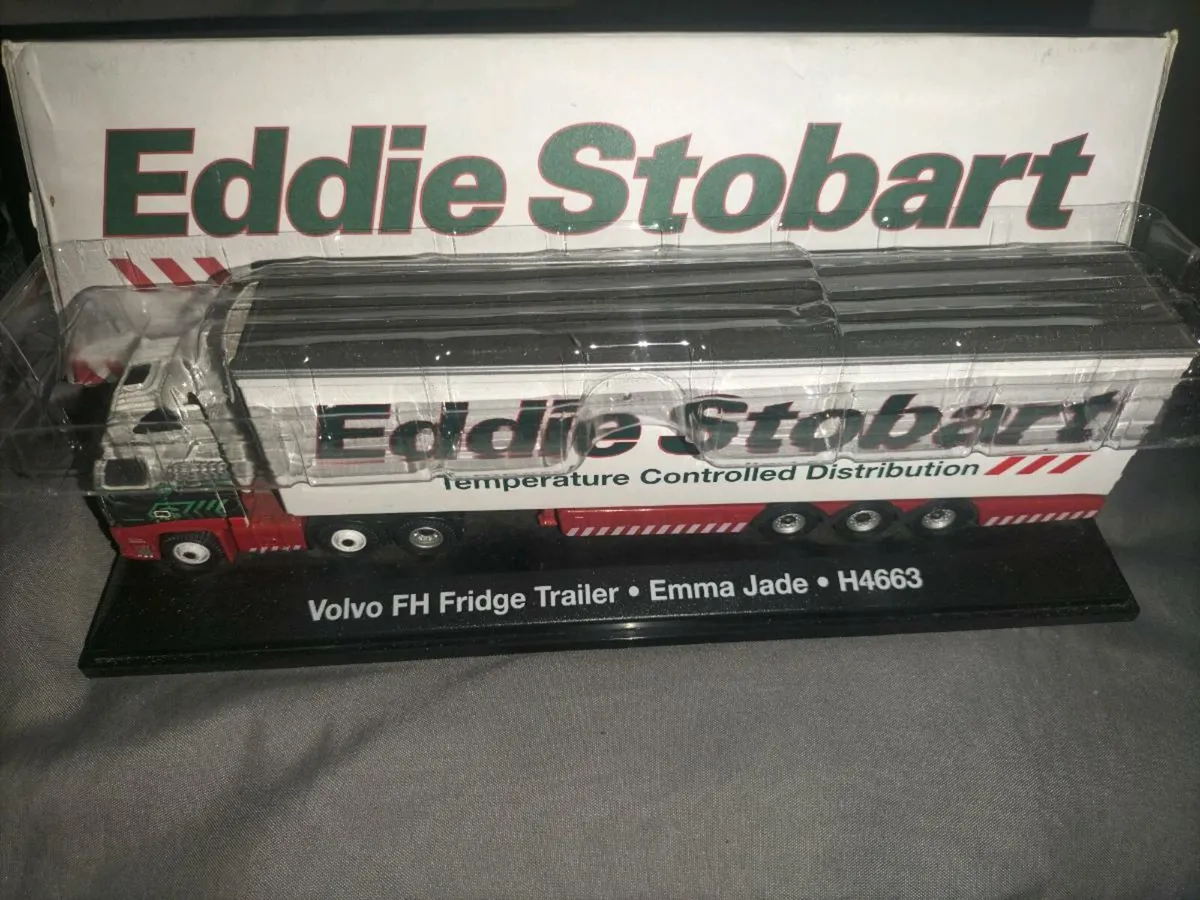 Eddie Stobart
Eddie Stobart
Temperature Controlled Distribution
Volvo FH Fridge Trailer • Emma Jade • H4663